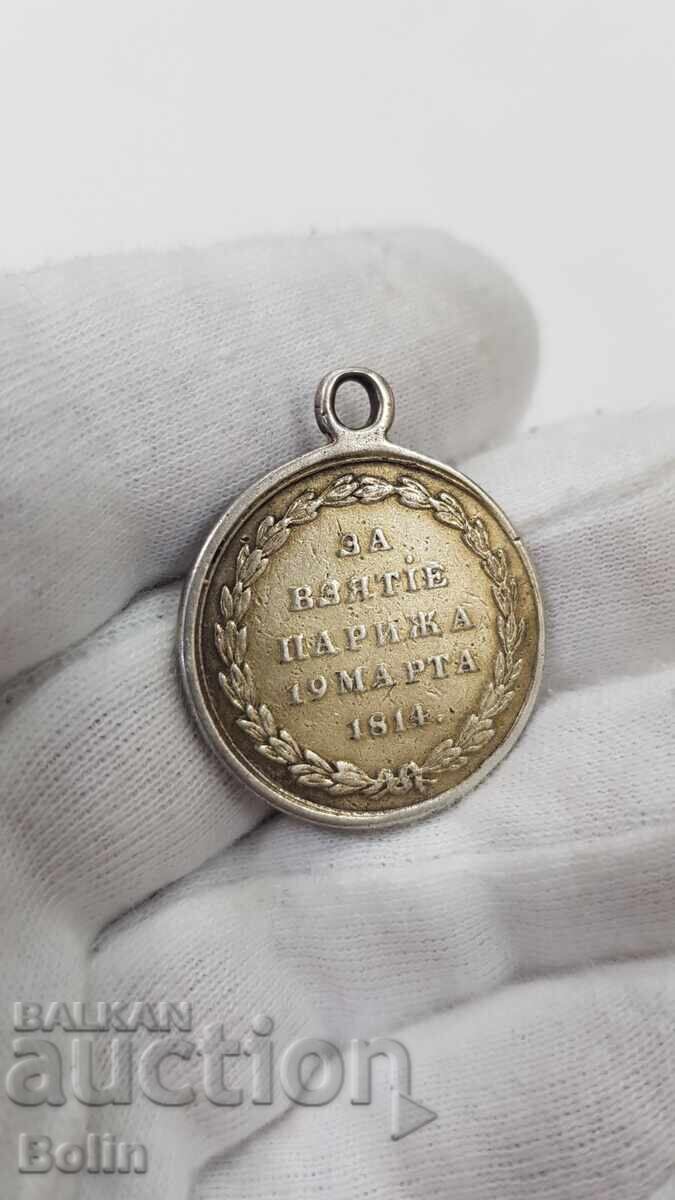 ЗА
ВЗЯТІЕ
ПАРИЖА
19 МАРТА
1814.
BALKAN
auction
Bolin